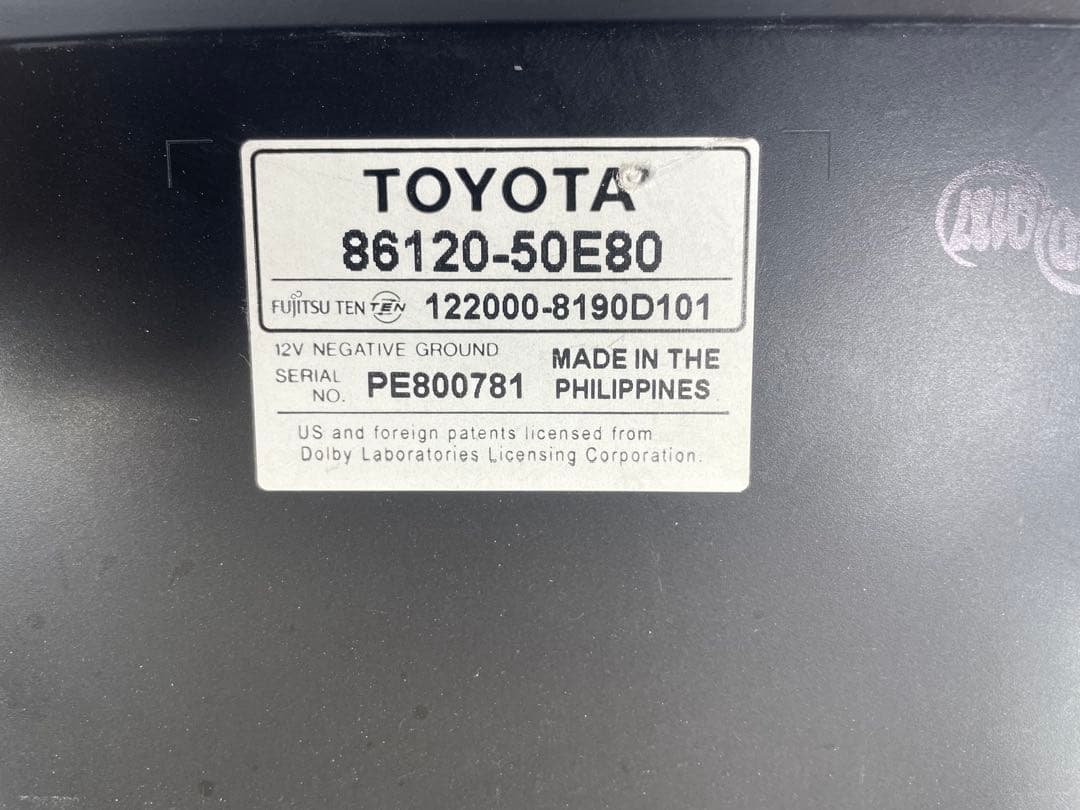 TOYOTA
86120-50E80
FUJITSU TEN TEN 122000-8190D101
12V NEGATIVE GROUND
SERIAL NO. PE800781
MADE IN THE PHILIPPINES
US and foreign patents licensed from
Dolby Laboratories Licensing Corporation.